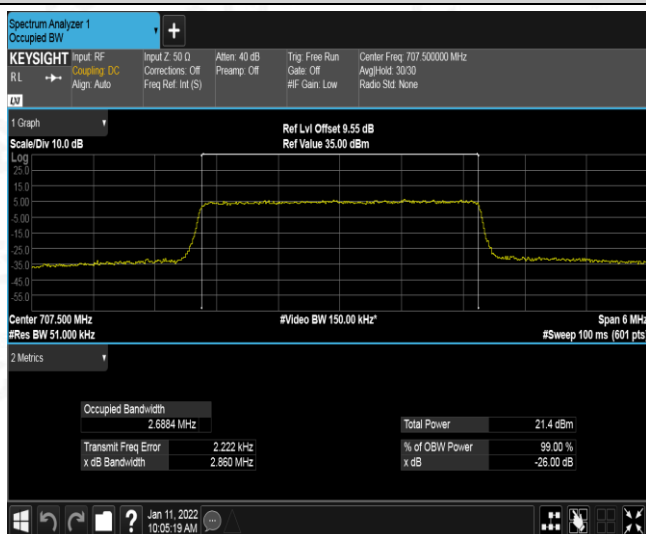 Spectrum Analyzer 1
Occupied BW
+
KEYSIGHT
R L
LXI
Input: RF
Coupling: DC
Align: Auto
Input Z: 50 Ω
Corrections: Off
Freq Ref: Int (S)
Atten: 40 dB
Preamp: Off
Trig: Free Run
Gate: Off
#IF Gain: Low
Center Freq: 707.500000 MHz
Avg|Hold: 30/30
Radio Std: None
1 Graph
Scale/Div 10.0 dB
Ref Lvl Offset 9.55 dB
Ref Value 35.00 dBm
Log
25.0
15.0
5.00
-5.00
-15.0
-25.0
-35.0
-45.0
-55.0
Center 707.500 MHz
#Video BW 150.00 kHz*
Span 6 MHz
#Res BW 51.000 kHz
#Sweep 100 ms (601 pts)
2 Metrics
Occupied Bandwidth
2.6884 MHz
Total Power 21.4 dBm
Transmit Freq Error 2.222 kHz
% of OBW Power 99.00 %
x dB Bandwidth 2.860 MHz
x dB -26.00 dB
?
Jan 11, 2022
10:05:19 AM